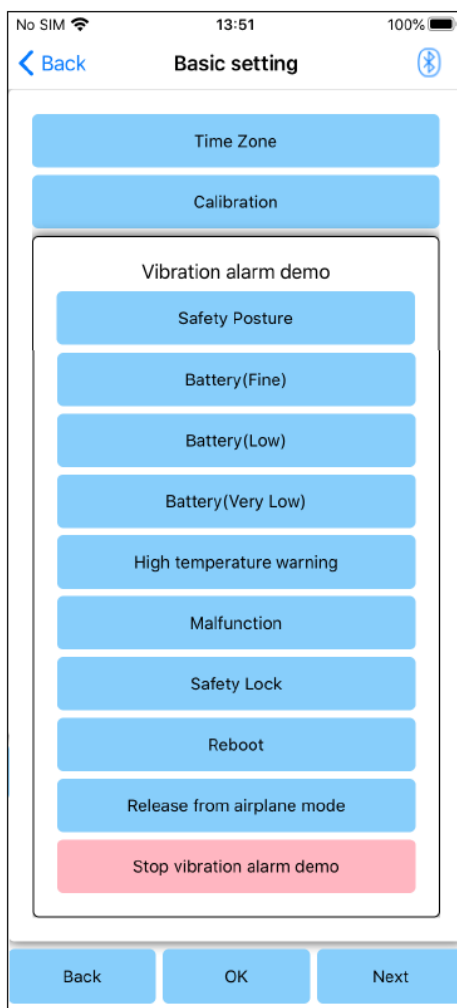 No SIM 13:51 100%
Back Basic setting
Time Zone
Calibration
Vibration alarm demo
Safety Posture
Battery(Fine)
Battery(Low)
Battery(Very Low)
High temperature warning
Malfunction
Safety Lock
Reboot
Release from airplane mode
Stop vibration alarm demo
Back OK Next